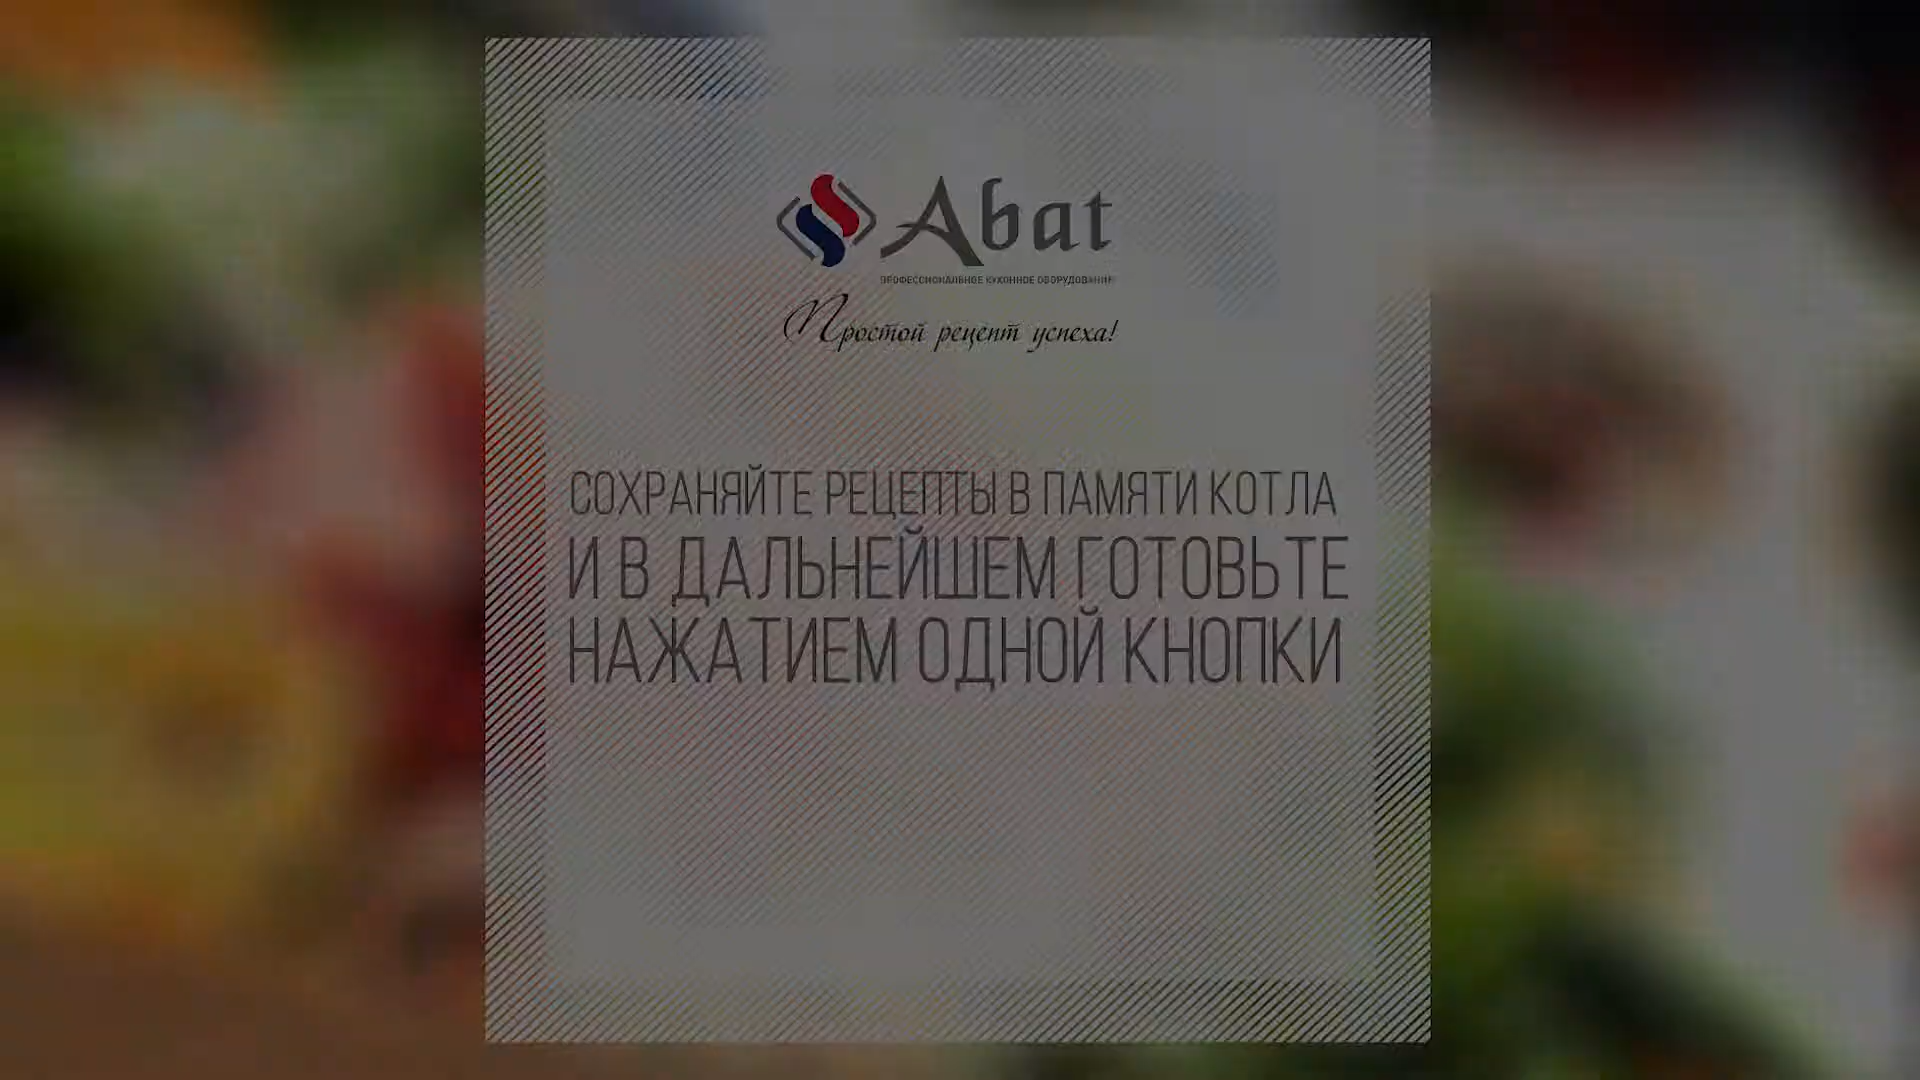 Abat
ПРОФЕССИОНАЛЬНОЕ КУХОННОЕ ОБОРУДОВАНИЕ
Простой рецепт успеха!
СОХРАНЯЙТЕ РЕЦЕПТЫ В ПАМЯТИ КОТЛА
И В ДАЛЬНЕЙШЕМ ГОТОВЬТЕ
НАЖАТИЕМ ОДНОЙ КНОПКИ